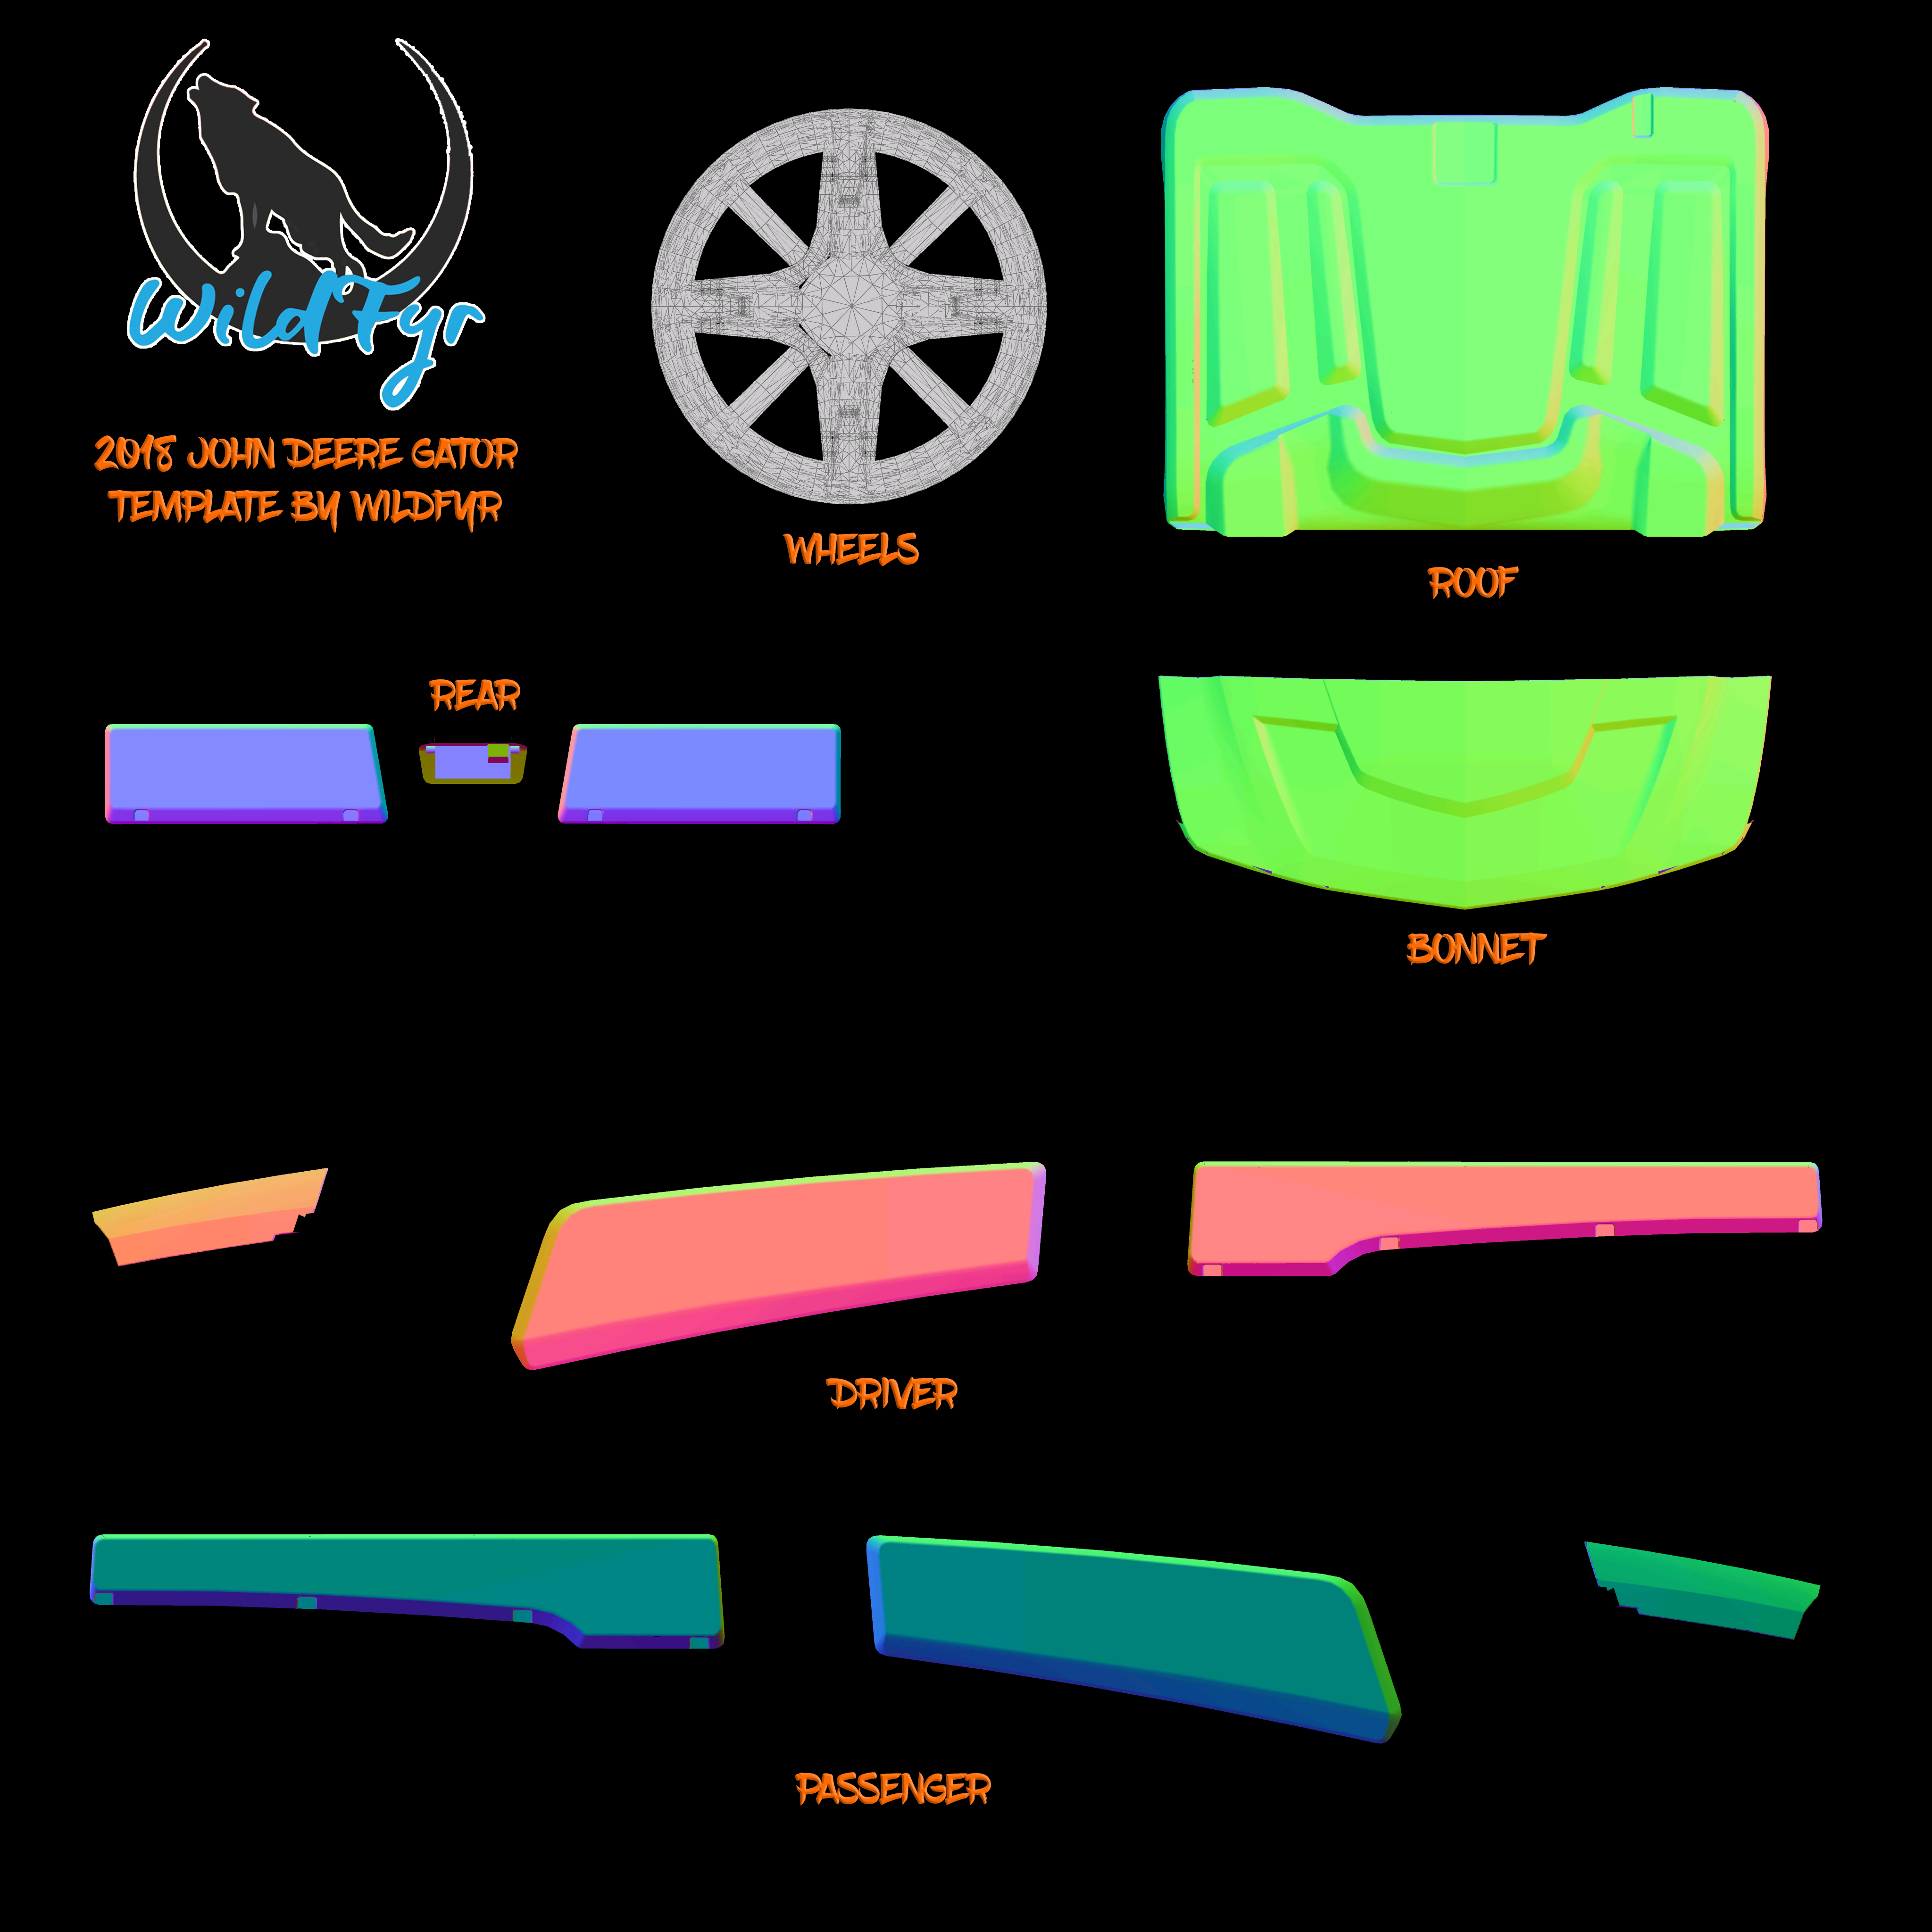 WildFyr
2018 JOHN DEERE GATOR
TEMPLATE BY WILDFYR
WHEELS
ROOF
REAR
BONNET
DRIVER
PASSENGER